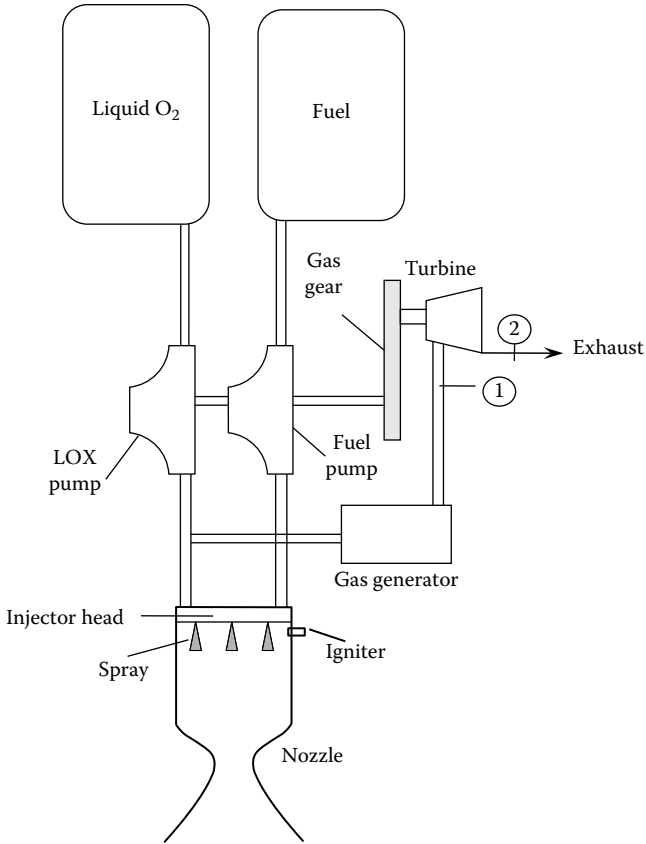 Liquid O₂
Fuel
Gas
gear
Turbine
2
Exhaust
1
LOX
pump
Fuel
pump
Gas generator
Injector head
Igniter
Spray
Nozzle